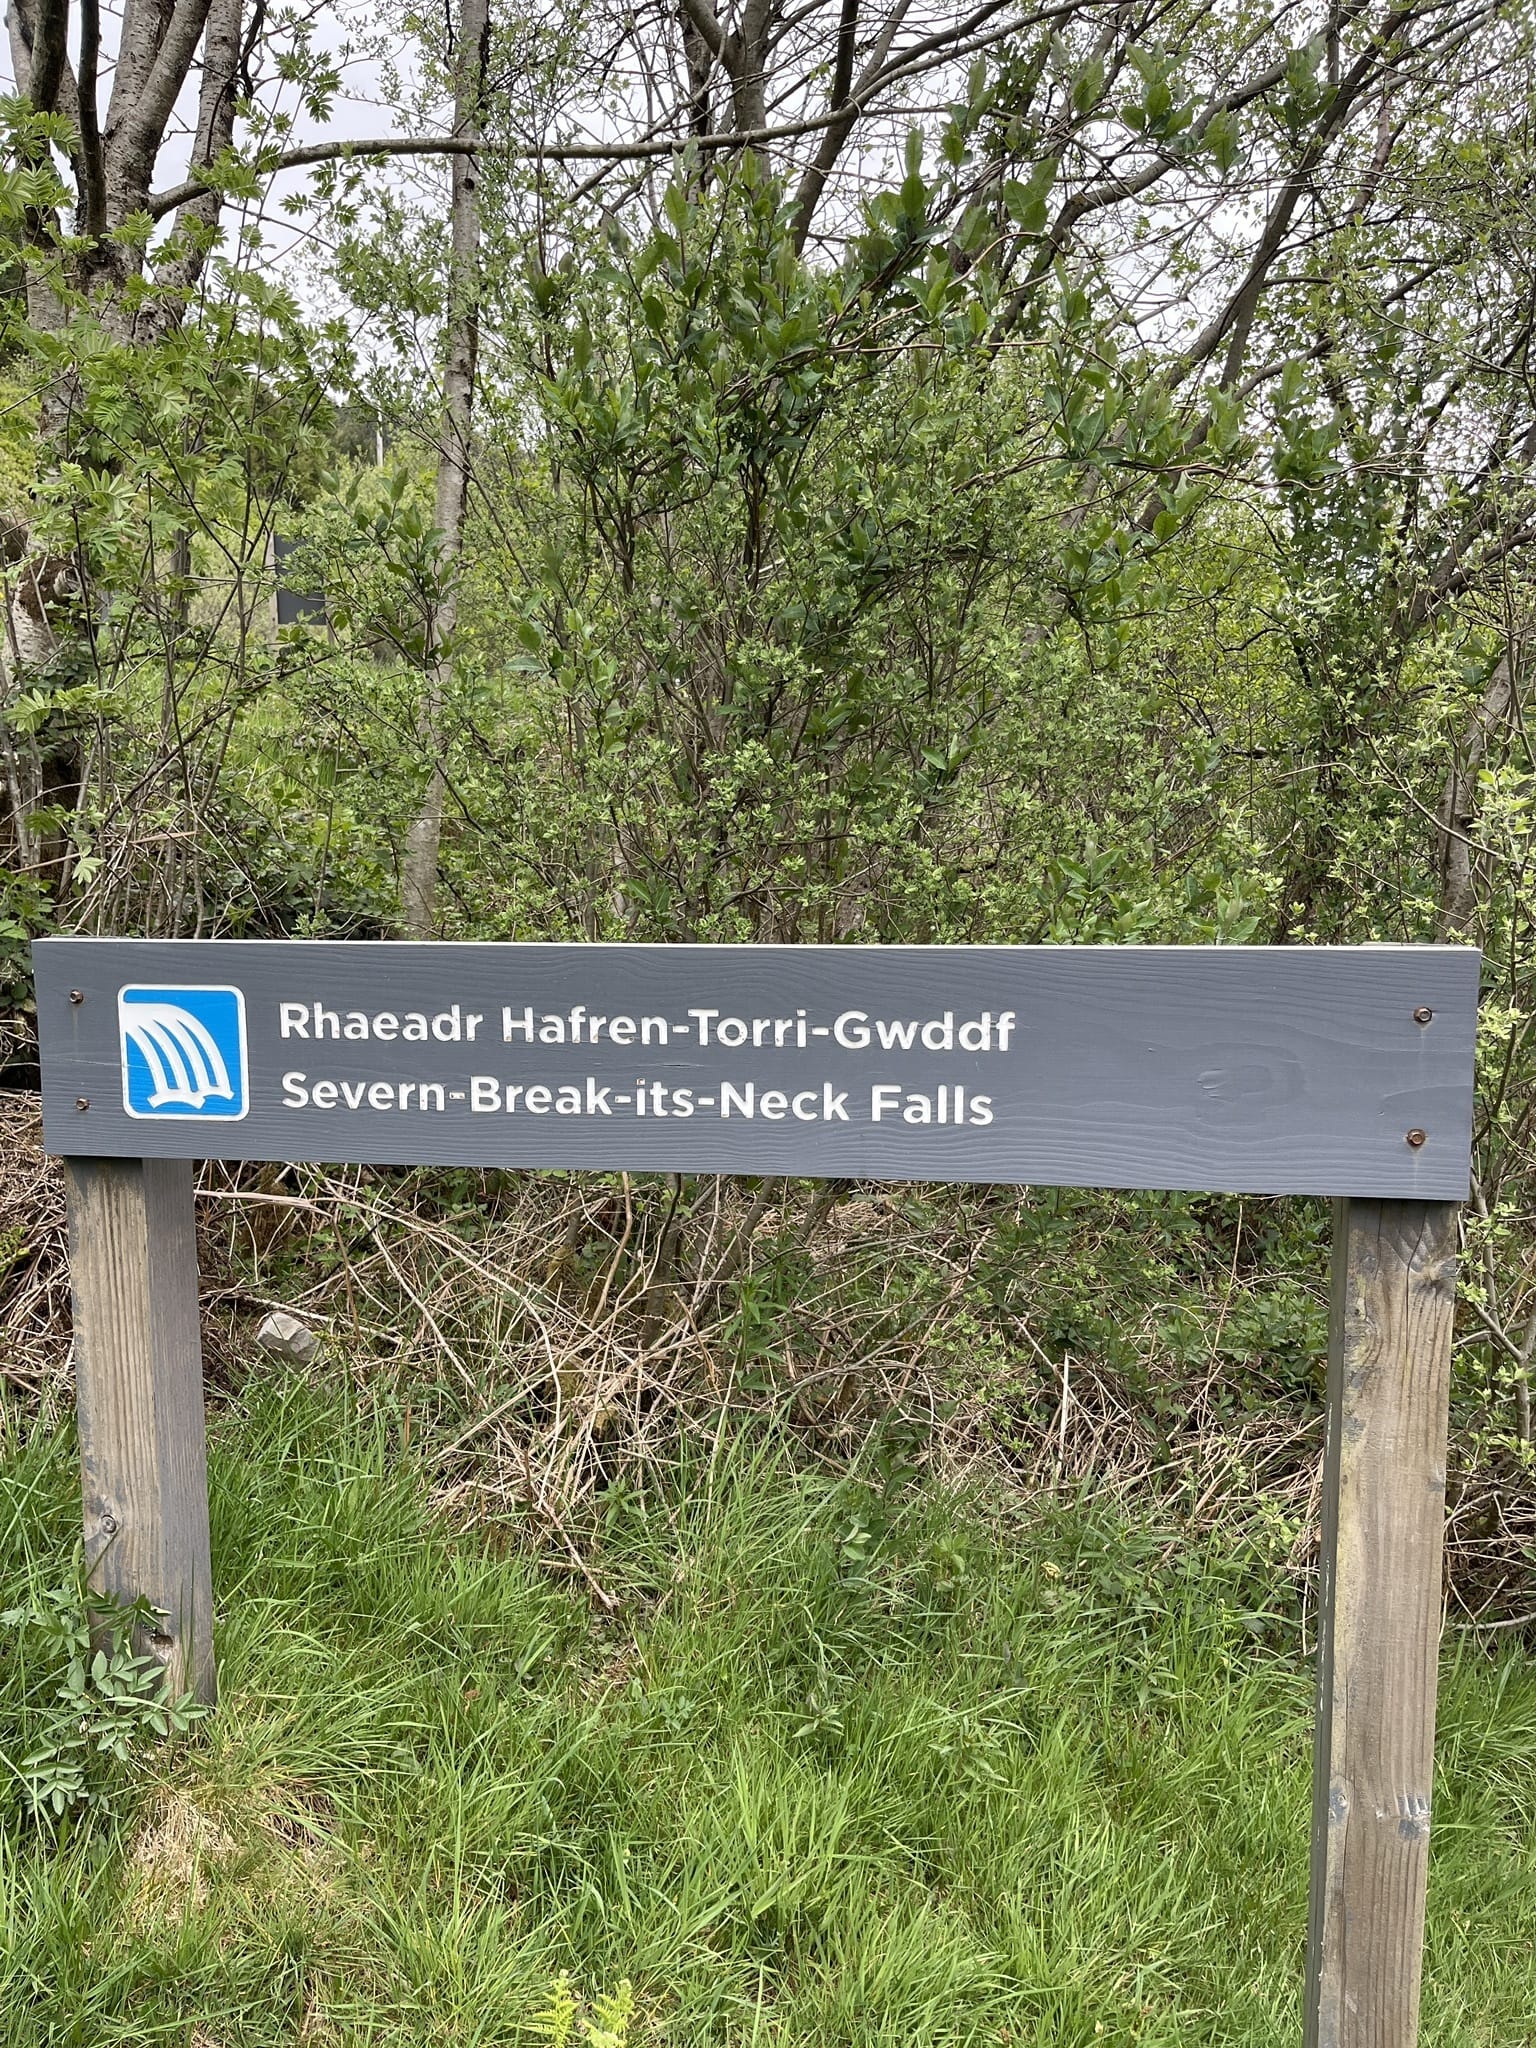 Rhaeadr Hafren-Torri-Gwddf
Severn-Break-its-Neck Falls